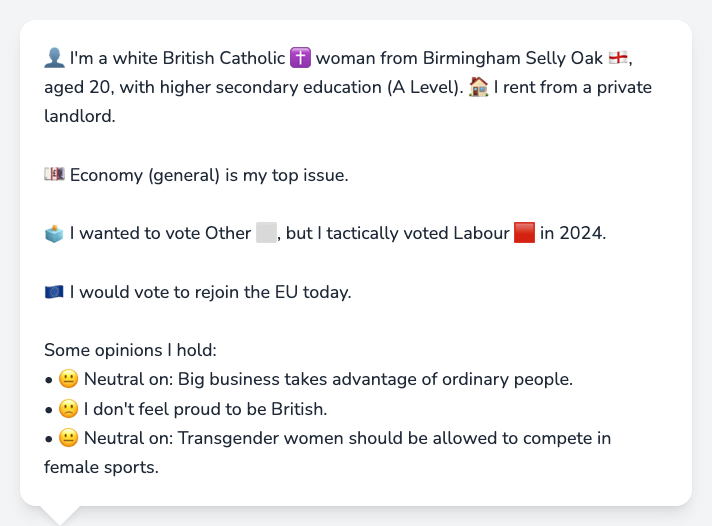 👤 I'm a white British Catholic ✝️ woman from Birmingham Selly Oak 🏴󠁧󠁢󠁥󠁮󠁧󠁿,
aged 20, with higher secondary education (A Level). 🏠 I rent from a private
landlord.
💷 Economy (general) is my top issue.
🗳️ I wanted to vote Other ⬜, but I tactically voted Labour 🟥 in 2024.
🇪🇺 I would vote to rejoin the EU today.
Some opinions I hold:
• 😐 Neutral on: Big business takes advantage of ordinary people.
• 🙁 I don't feel proud to be British.
• 😐 Neutral on: Transgender women should be allowed to compete in
female sports.